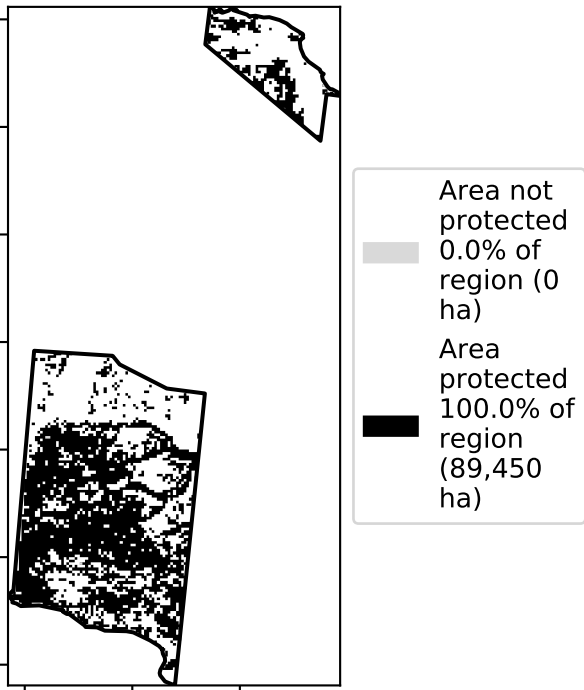 Area not
protected
0.0% of
region (0
ha)
Area
protected
100.0% of
region
(89,450
ha)